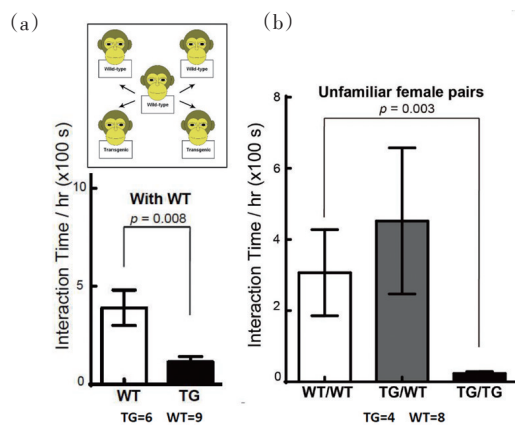 (a)
Wild-type
Wild-type
Wild-type
Transgenic
Transgenic
Interaction Time / hr (x100 s)
10
5
0
With WT
p = 0.008
WT
TG
TG=6 WT=9
(b)
Interaction Time / hr (x100 s)
8
6
4
2
0
Unfamiliar female pairs
p = 0.003
WT/WT
TG/WT
TG/TG
TG=4 WT=8